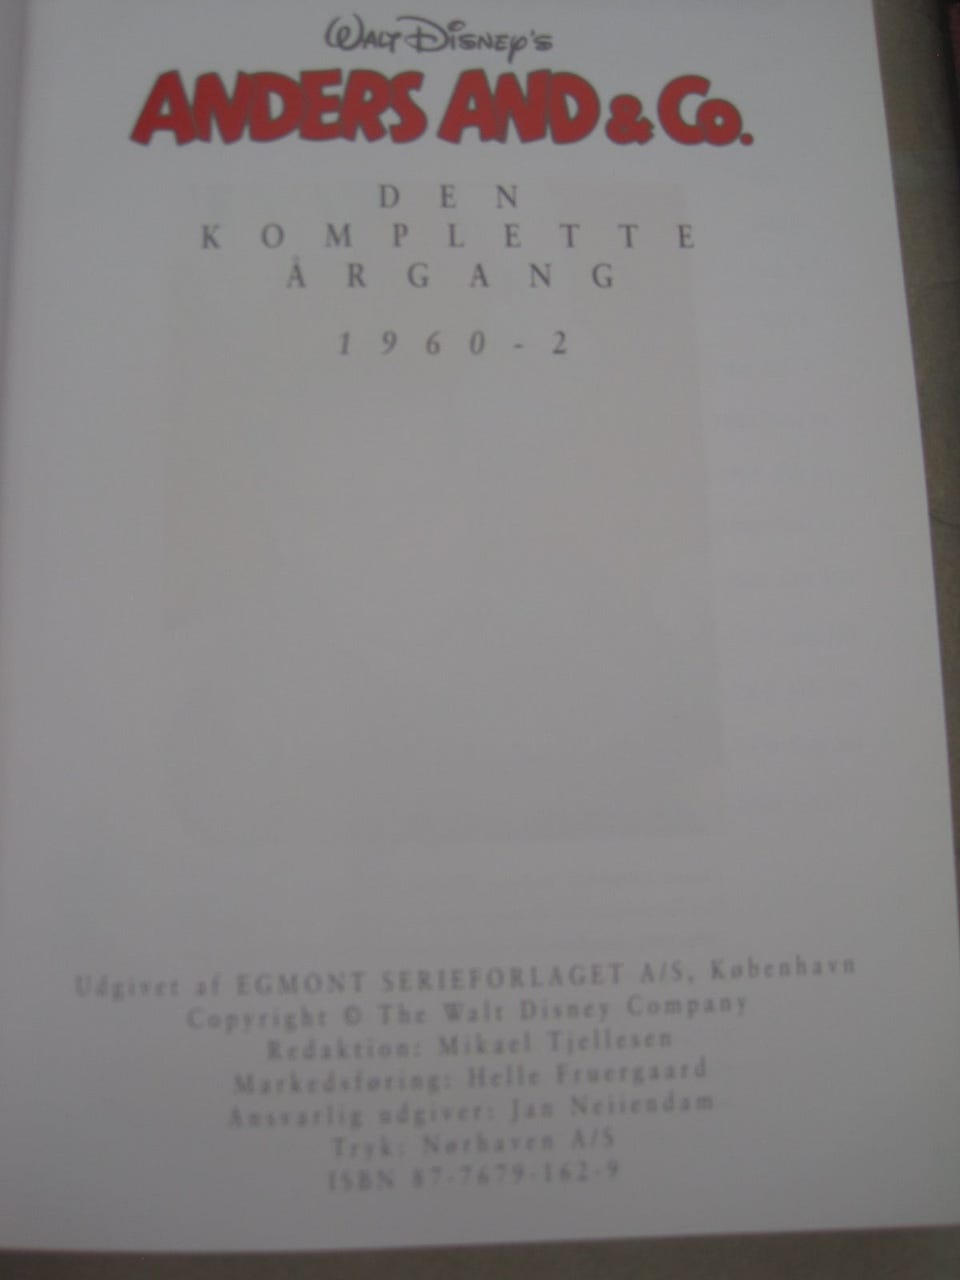 WALT DISNEY'S
ANDERS AND & CO.
DEN
KOMPLETTE
ÅRGANG
1960-2
Udgivet af EGMONT SERIEFORLAGET A/S, København
Copyright © The Walt Disney Company
Redaktion: Mikael Tjellesen
Markedsføring: Helle Fruergaard
Ansvarlig udgiver: Jan Neiiendam
Tryk: Nørhaven A/S
ISBN 87-7679-162-9